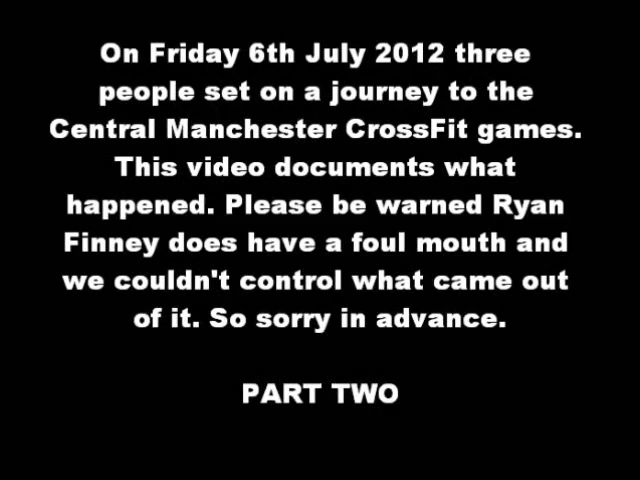 On Friday 6th July 2012 three
people set on a journey to the
Central Manchester CrossFit games.
This video documents what
happened. Please be warned Ryan
Finney does have a foul mouth and
we couldn't control what came out
of it. So sorry in advance.
PART TWO